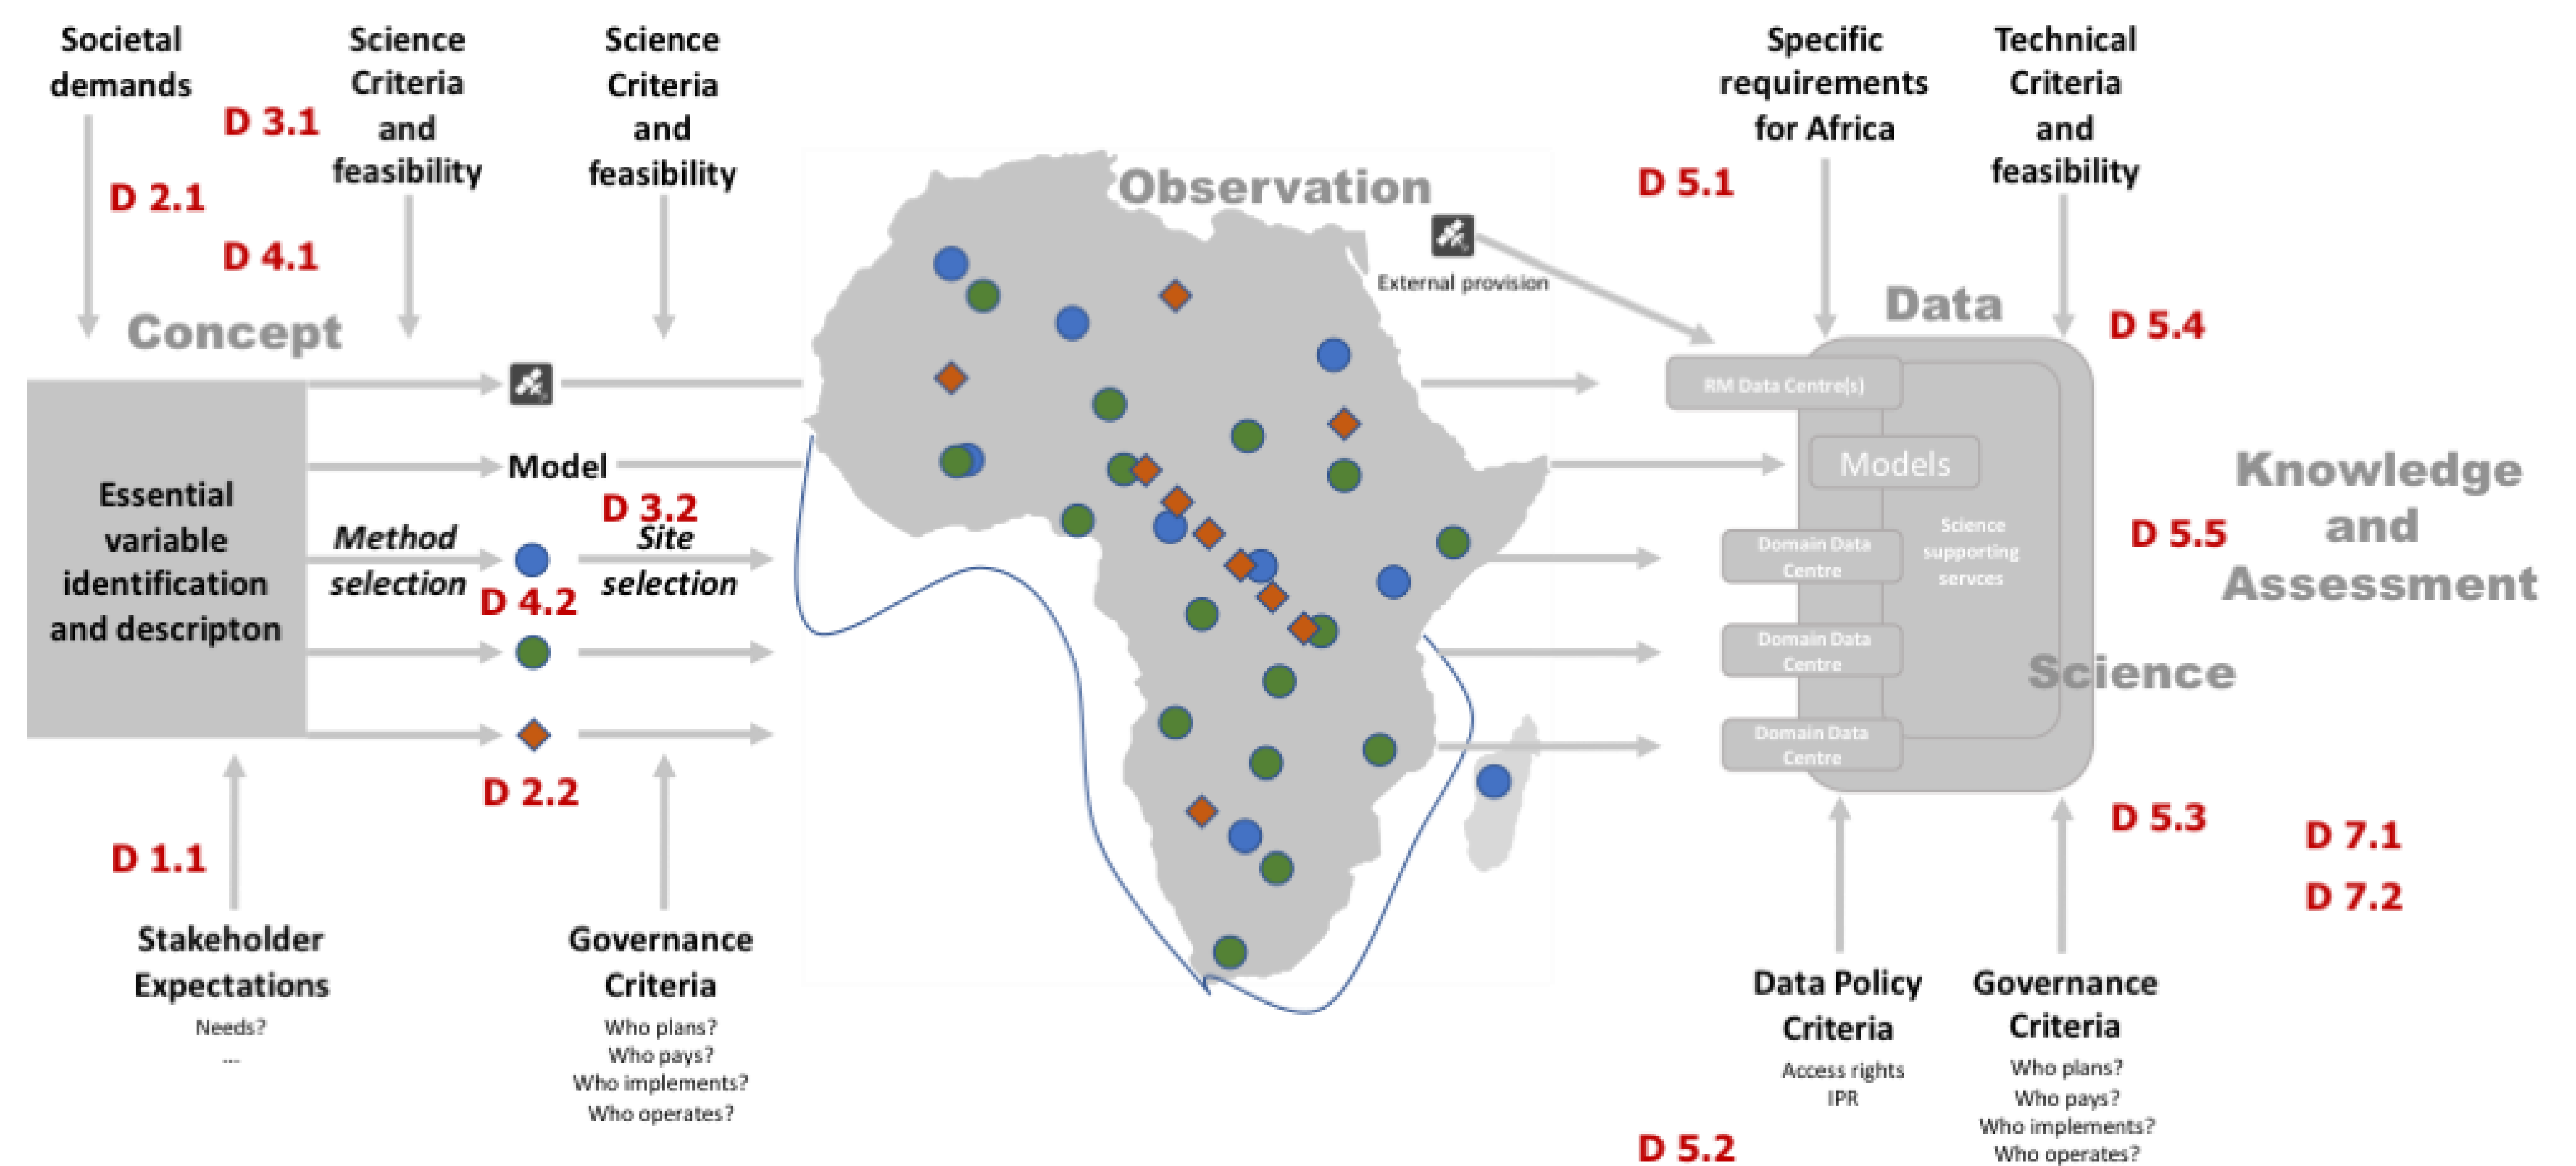 Societal
demands
Science
Criteria
and
feasibility
Science
Criteria
and
feasibility
D 3.1
D 2.1
D 4.1
Concept
Essential
variable
identification
and descripton
Method
selection
Model
D 3.2
Site
selection
D 4.2
D 2.2
D 1.1
Stakeholder
Expectations
Needs?
...
Governance
Criteria
Who plans?
Who pays?
Who implements?
Who operates?
Observation
External provision
Specific
requirements
for Africa
Technical
Criteria
and
feasibility
D 5.1
Data
D 5.4
RM Data Centre(s)
Models
Science
supporting
servces
Domain Data
Centre
Domain Data
Centre
Domain Data
Centre
D 5.5
Knowledge
and
Assessment
Science
D 5.3
D 7.1
D 7.2
Data Policy
Criteria
Access rights
IPR
Governance
Criteria
Who plans?
Who pays?
Who implements?
Who operates?
D 5.2